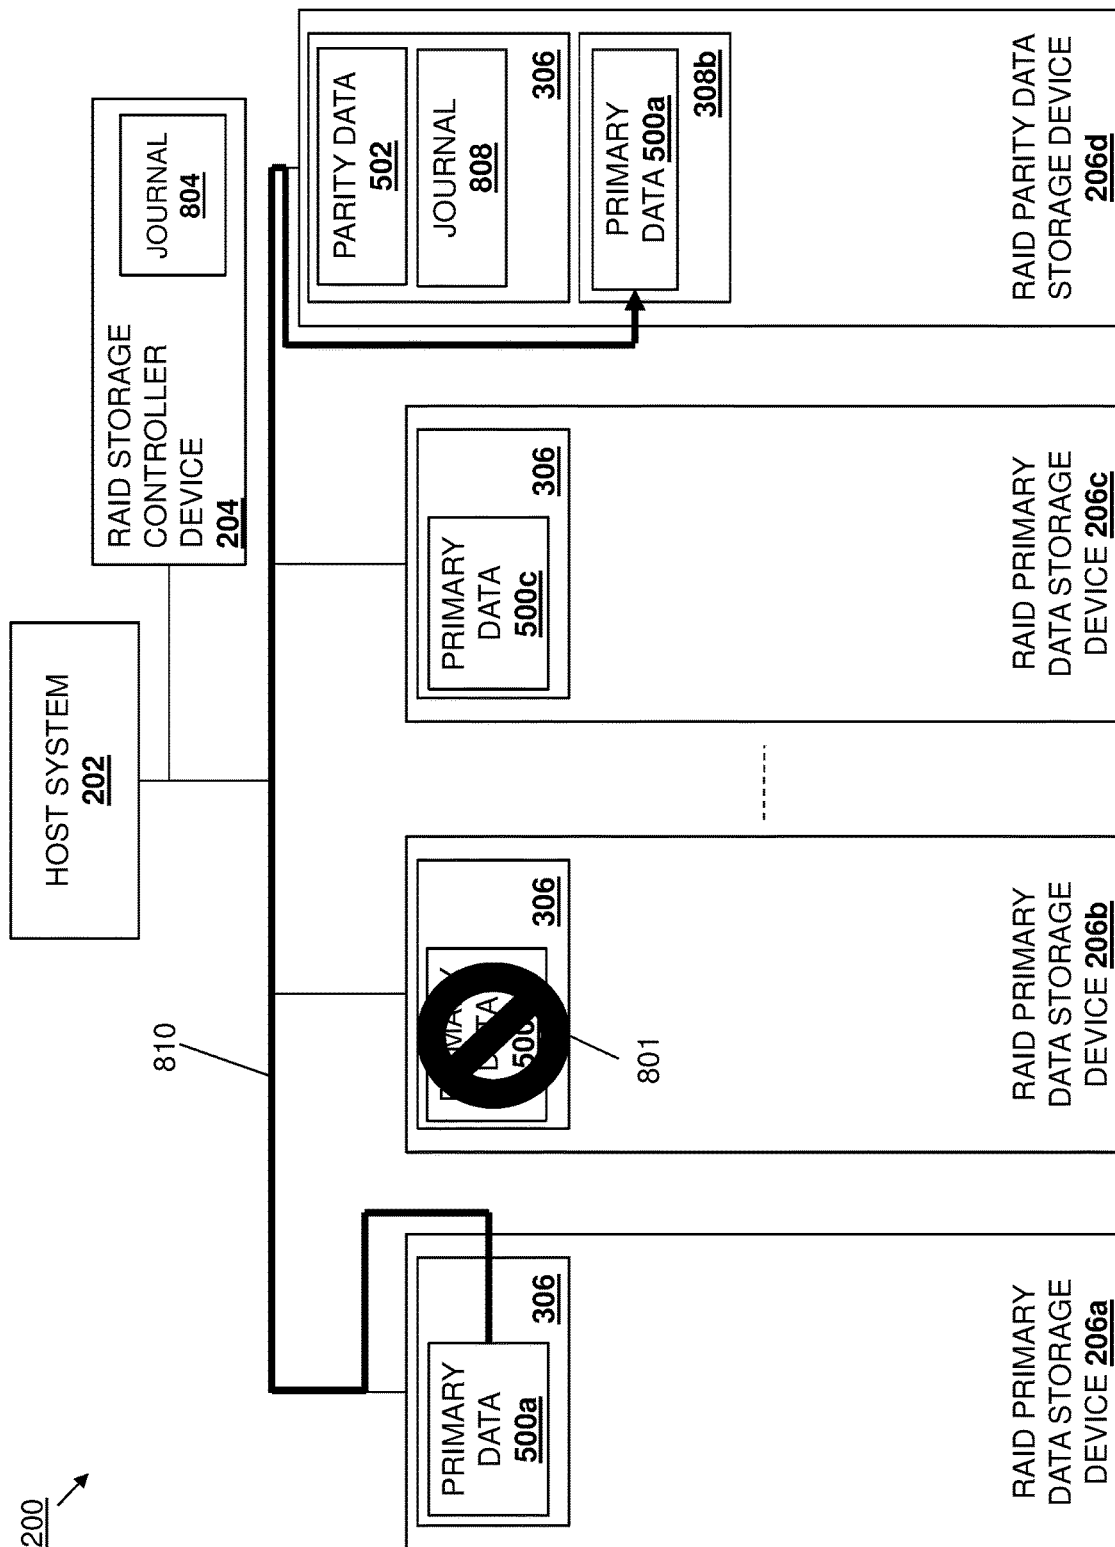 200
HOST SYSTEM
202
RAID STORAGE
CONTROLLER
DEVICE
204
JOURNAL
804
810
PRIMARY
DATA
500a
306
RAID PRIMARY
DATA STORAGE
DEVICE 206a
DATA
306
801
RAID PRIMARY
DATA STORAGE
DEVICE 206b
PRIMARY
DATA
500c
306
RAID PRIMARY
DATA STORAGE
DEVICE 206c
PARITY DATA
502
JOURNAL
808
306
PRIMARY
DATA 500a
308b
RAID PARITY DATA
STORAGE DEVICE
206d